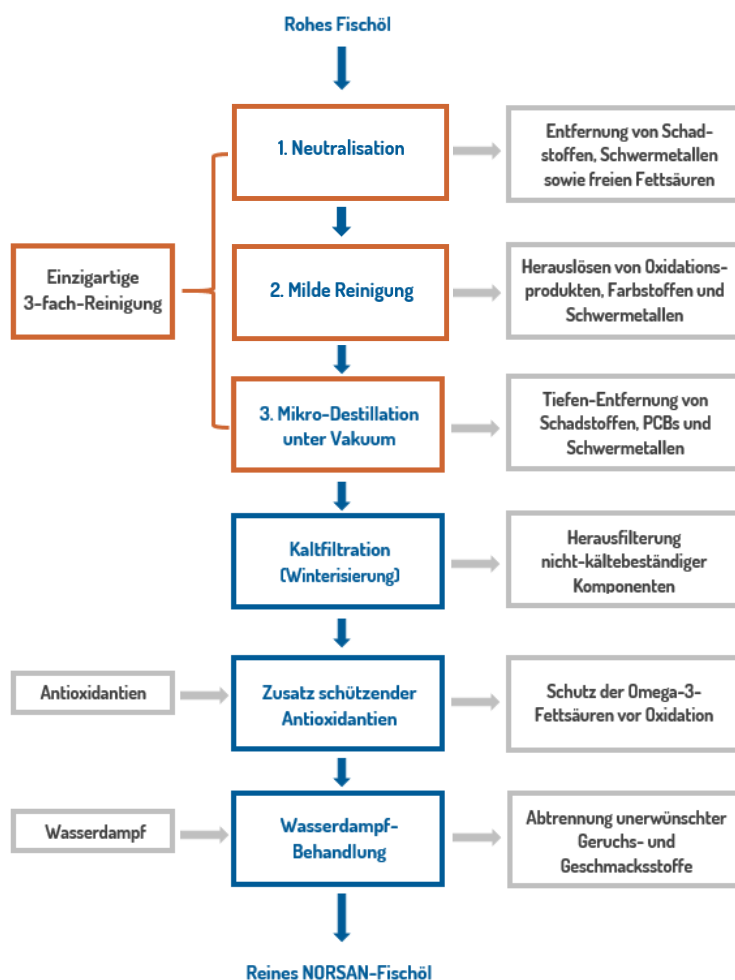 Rohes Fischöl
1. Neutralisation
Entfernung von Schad-
stoffen, Schwermetallen
sowie freien Fettsäuren
Einzigartige
3-fach-Reinigung
2. Milde Reinigung
Herauslösen von Oxidations-
produkten, Farbstoffen und
Schwermetallen
3. Mikro-Destillation
unter Vakuum
Tiefen-Entfernung von
Schadstoffen, PCBs und
Schwermetallen
Kaltfiltration
(Winterisierung)
Herausfilterung
nicht-kältebeständiger
Komponenten
Antioxidantien
Zusatz schützender
Antioxidantien
Schutz der Omega-3-
Fettsäuren vor Oxidation
Wasserdampf
Wasserdampf-
Behandlung
Abtrennung unerwünschter
Geruchs- und
Geschmacksstoffe
Reines NORSAN-Fischöl